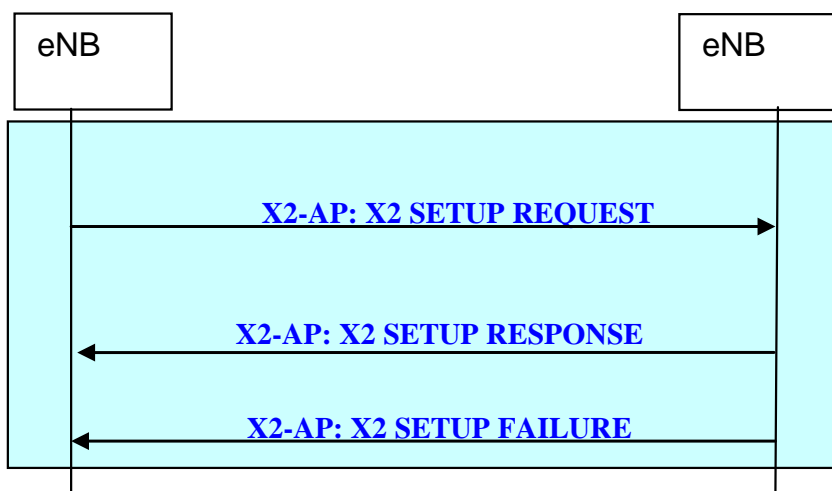 eNB
eNB
X2-AP: X2 SETUP REQUEST
X2-AP: X2 SETUP RESPONSE
X2-AP: X2 SETUP FAILURE